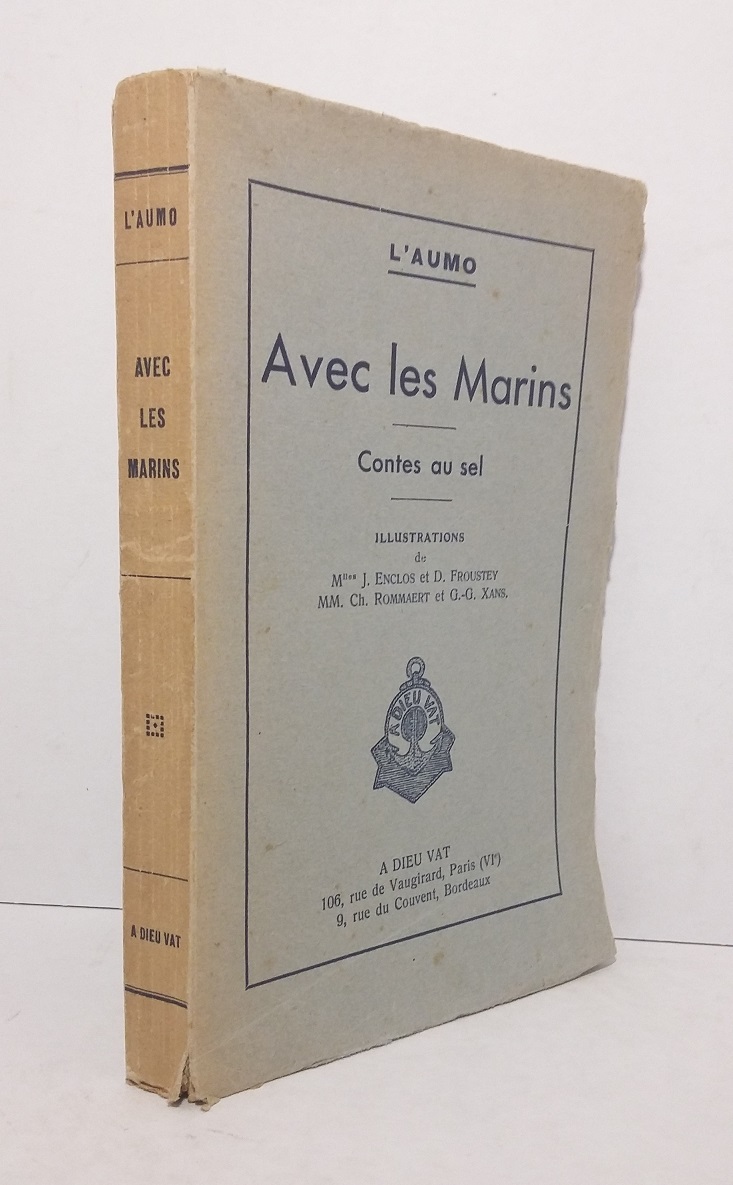 L'AUMO
AVEC
LES
MARINS
A DIEU VAT
L'AUMO
Avec les Marins
Contes au sel
ILLUSTRATIONS
de
Mlles J. ENCLOS et D. FROUSTEY
MM. Ch. ROMMAERT et G.-G. XANS.
A DIEU VAT
A DIEU VAT
106, rue de Vaugirard, Paris (VIe)
9, rue du Couvent, Bordeaux